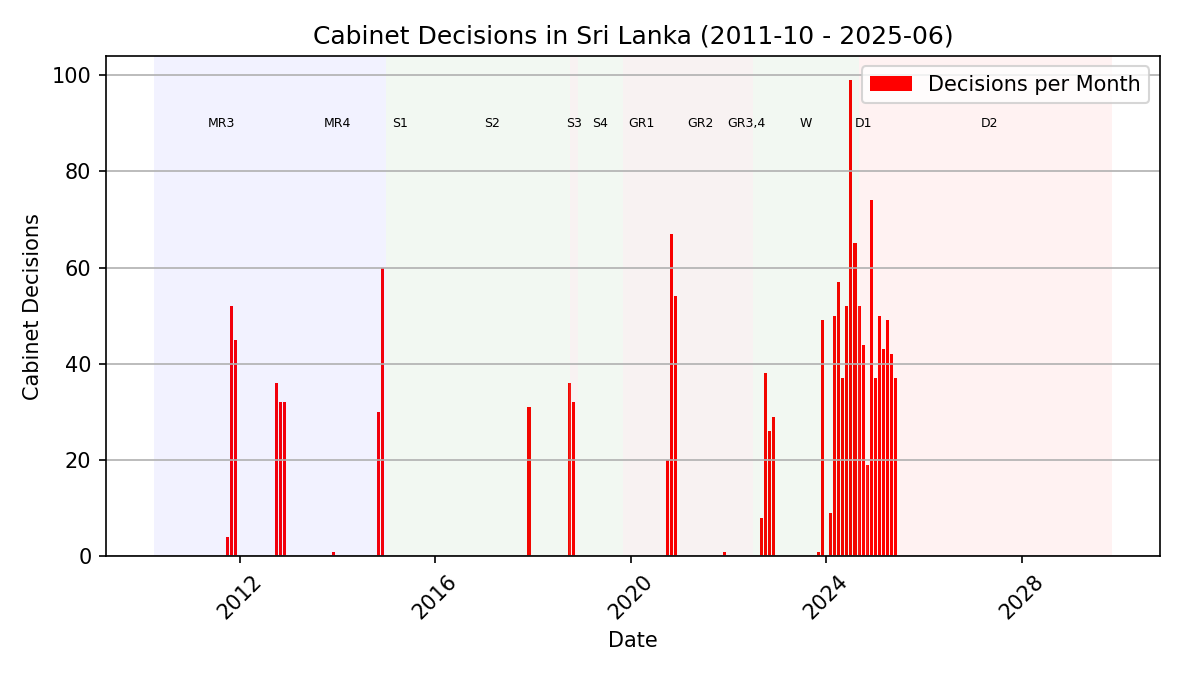 Cabinet Decisions in Sri Lanka (2011-10 - 2025-06)
Decisions per Month
MR3 MR4 S1 S2 S3 S4 GR1 GR2 GR3,4 W D1 D2
Cabinet Decisions
100
80
60
40
20
0
2012 2016 2020 2024 2028
Date